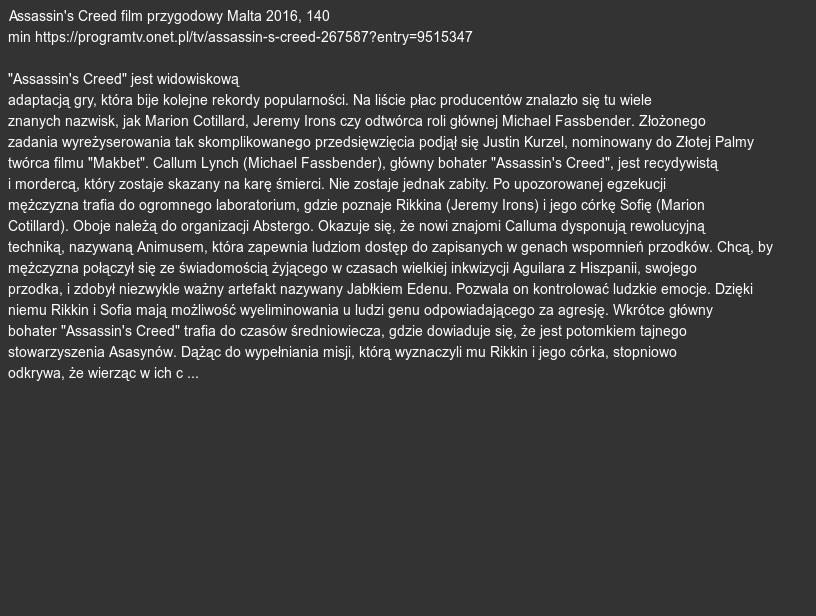 Assassin's Creed film przygodowy Malta 2016, 140
min https://programtv.onet.pl/tv/assassin-s-creed-267587?entry=9515347
"Assassin's Creed" jest widowiskową
adaptacją gry, która bije kolejne rekordy popularności. Na liście płac producentów znalazło się tu wiele
znanych nazwisk, jak Marion Cotillard, Jeremy Irons czy odtwórca roli głównej Michael Fassbender. Złożonego
zadania wyreżyserowania tak skomplikowanego przedsięwzięcia podjął się Justin Kurzel, nominowany do Złotej Palmy
twórca filmu "Makbet". Callum Lynch (Michael Fassbender), główny bohater "Assassin's Creed", jest recydywistą
i mordercą, który zostaje skazany na karę śmierci. Nie zostaje jednak zabity. Po upozorowanej egzekucji
mężczyzna trafia do ogromnego laboratorium, gdzie poznaje Rikkina (Jeremy Irons) i jego córkę Sofię (Marion
Cotillard). Oboje należą do organizacji Abstergo. Okazuje się, że nowi znajomi Calluma dysponują rewolucyjną
techniką, nazywaną Animusem, która zapewnia ludziom dostęp do zapisanych w genach wspomnień przodków. Chcą, by
mężczyzna połączył się ze świadomością żyjącego w czasach wielkiej inkwizycji Aguilara z Hiszpanii, swojego
przodka, i zdobył niezwykle ważny artefakt nazywany Jabłkiem Edenu. Pozwala on kontrolować ludzkie emocje. Dzięki
niemu Rikkin i Sofia mają możliwość wyeliminowania u ludzi genu odpowiadającego za agresję. Wkrótce główny
bohater "Assassin's Creed" trafia do czasów średniowiecza, gdzie dowiaduje się, że jest potomkiem tajnego
stowarzyszenia Asasynów. Dążąc do wypełniania misji, którą wyznaczyli mu Rikkin i jego córka, stopniowo
odkrywa, że wierząc w ich c ...